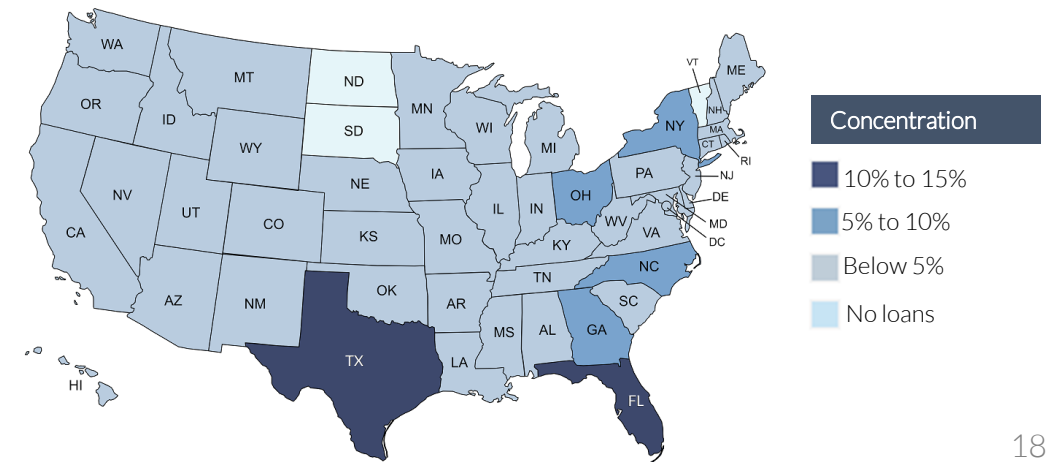 WA
MT
ND
MN
VT
ME
OR
ID
SD
WI
NY
NH
MA
WY
MI
CT
RI
NE
IA
PA
NJ
NV
UT
CO
IL
IN
OH
DE
MD
DC
WV
VA
CA
KS
MO
KY
NC
AZ
NM
OK
AR
TN
SC
MS
AL
GA
TX
LA
HI
FL
Concentration
10% to 15%
5% to 10%
Below 5%
No loans
18